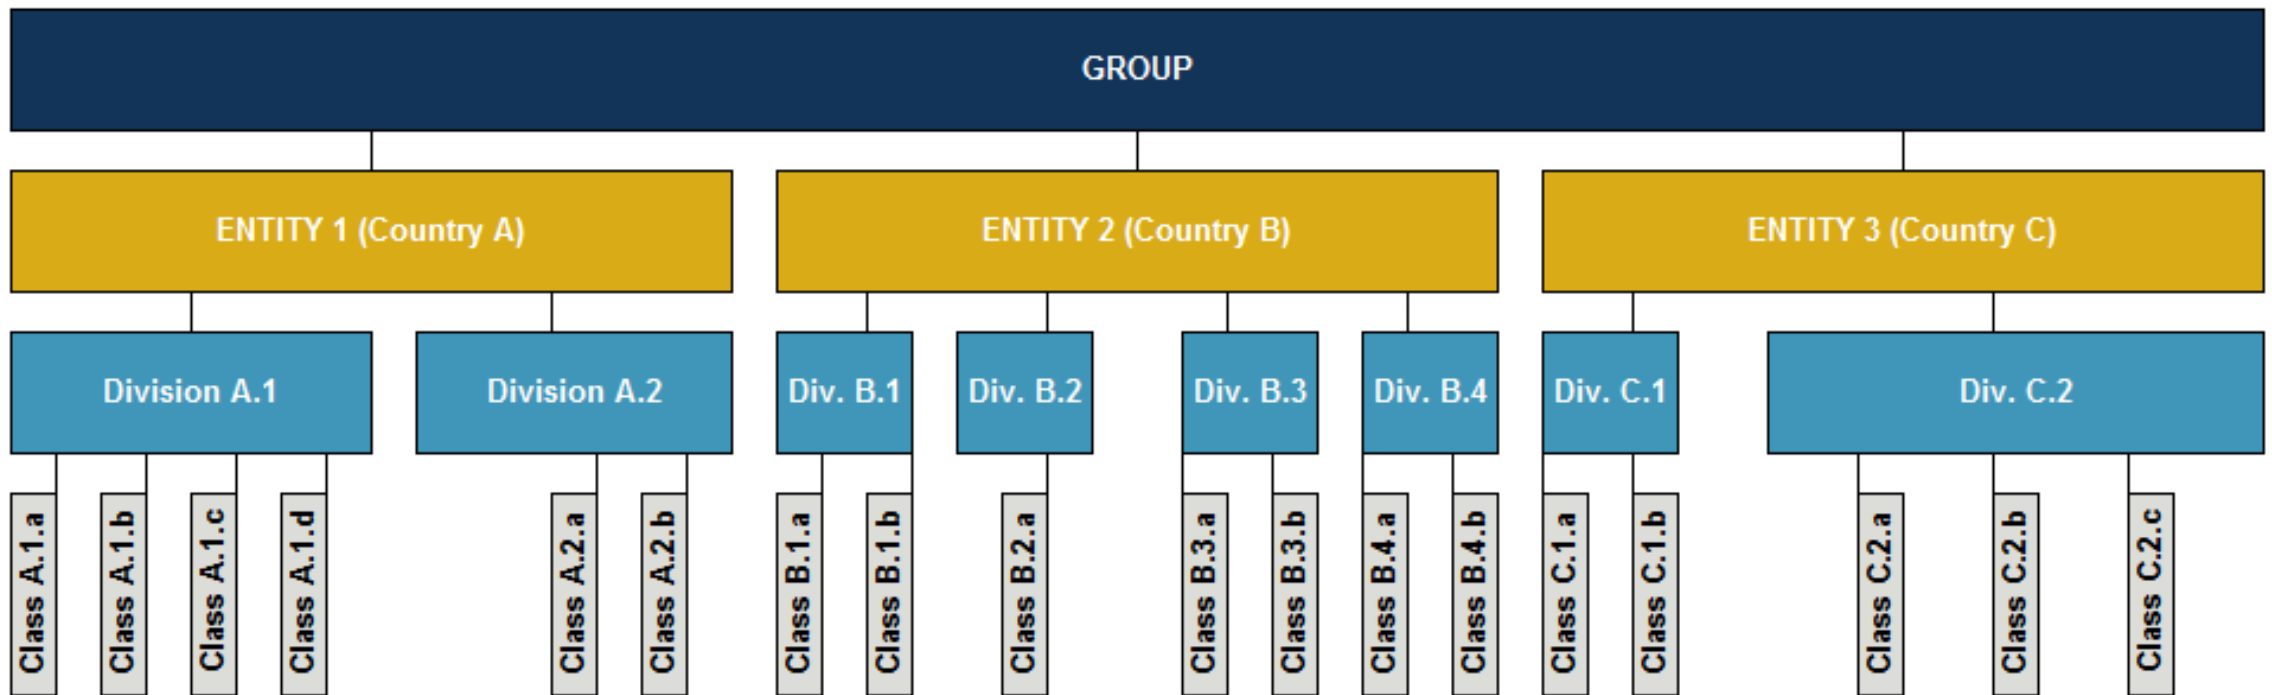 GROUP
ENTITY 1 (Country A)
ENTITY 2 (Country B)
ENTITY 3 (Country C)
Division A.1
Division A.2
Div. B.1
Div. B.2
Div. B.3
Div. B.4
Div. C.1
Div. C.2
Class A.1.a
Class A.1.b
Class A.1.c
Class A.1.d
Class A.2.a
Class A.2.b
Class B.1.a
Class B.1.b
Class B.2.a
Class B.3.a
Class B.3.b
Class B.4.a
Class B.4.b
Class C.1.a
Class C.1.b
Class C.2.a
Class C.2.b
Class C.2.c